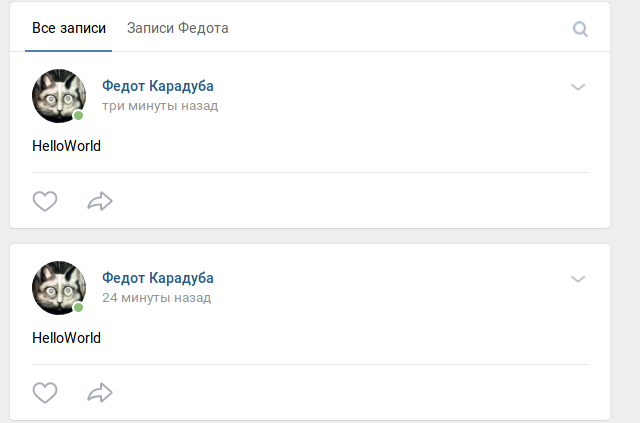 Все записи Записи Федота
Федот Карадуба
три минуты назад
HelloWorld
Федот Карадуба
24 минуты назад
HelloWorld